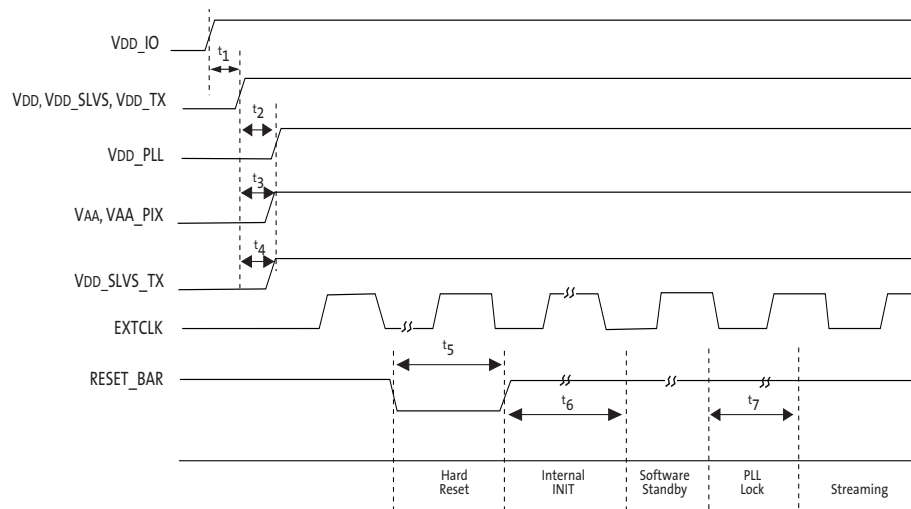 VDD_IO
t1
VDD, VDD_SLVS, VDD_TX
t2
VDD_PLL
t3
VAA, VAA_PIX
t4
VDD_SLVS_TX
EXTCLK
t5
RESET_BAR
t6
t7
Hard
Reset
Internal
INIT
Software
Standby
PLL
Lock
Streaming